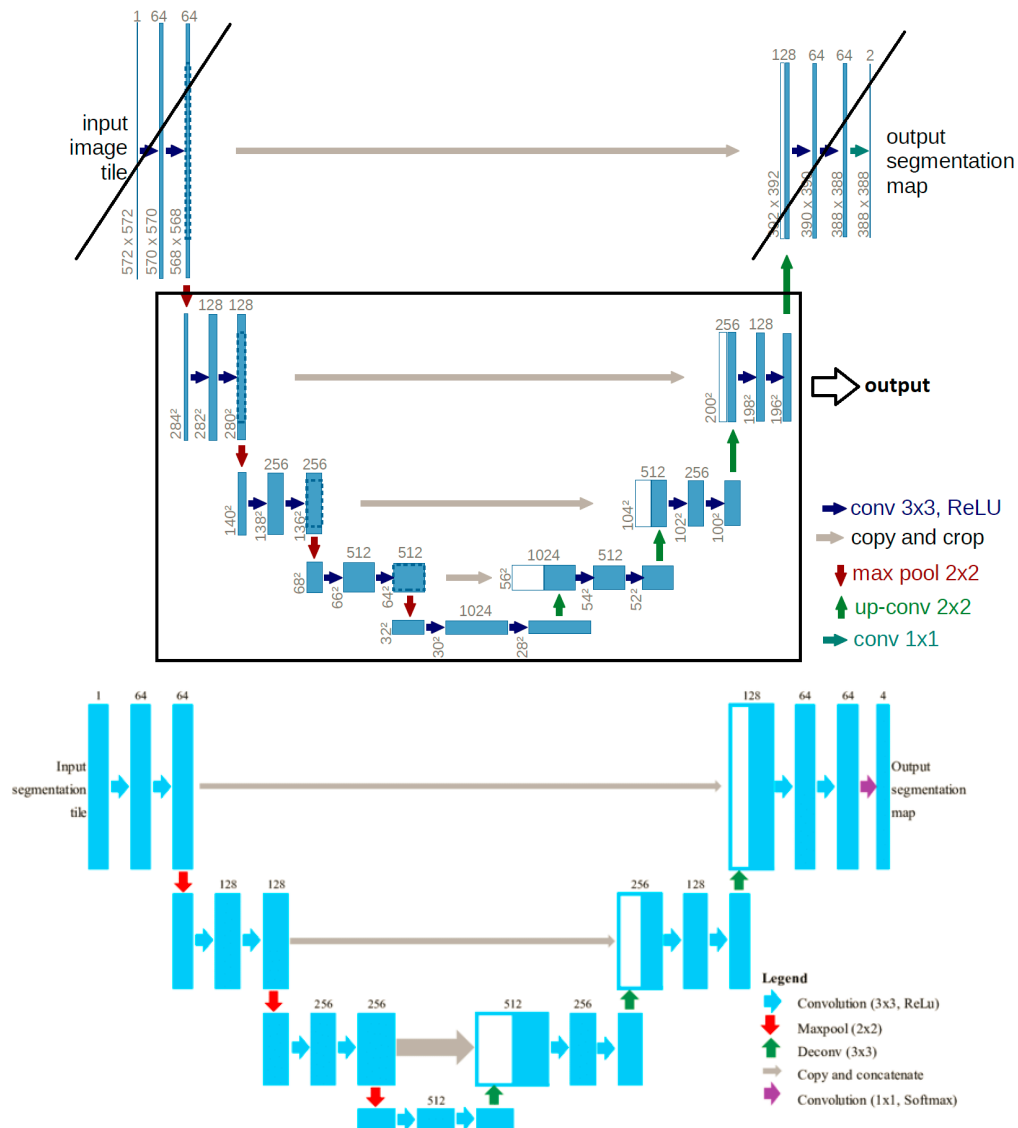 1 64 64
128 64 64 2
input
image
tile
output
segmentation
map
572 x 572
570 x 570
568 x 568
392 x 392
390 x 390
388 x 388
388 x 388
128 128
256 128
284²
282²
280²
200²
198²
196²
output
256 256
512 256
140²
138²
136²
104²
102²
100²
512 512
1024 512
68²
66²
64²
56²
54²
52²
1024
32²
30²
28²
conv 3x3, ReLU
copy and crop
max pool 2x2
up-conv 2x2
conv 1x1
1 64 64
128 64 64 4
Input
segmentation
tile
Output
segmentation
map
128 128
256 128
256 256
512 256
512
Legend
Convolution (3x3, ReLu)
Maxpool (2x2)
Deconv (3x3)
Copy and concatenate
Convolution (1x1, Softmax)